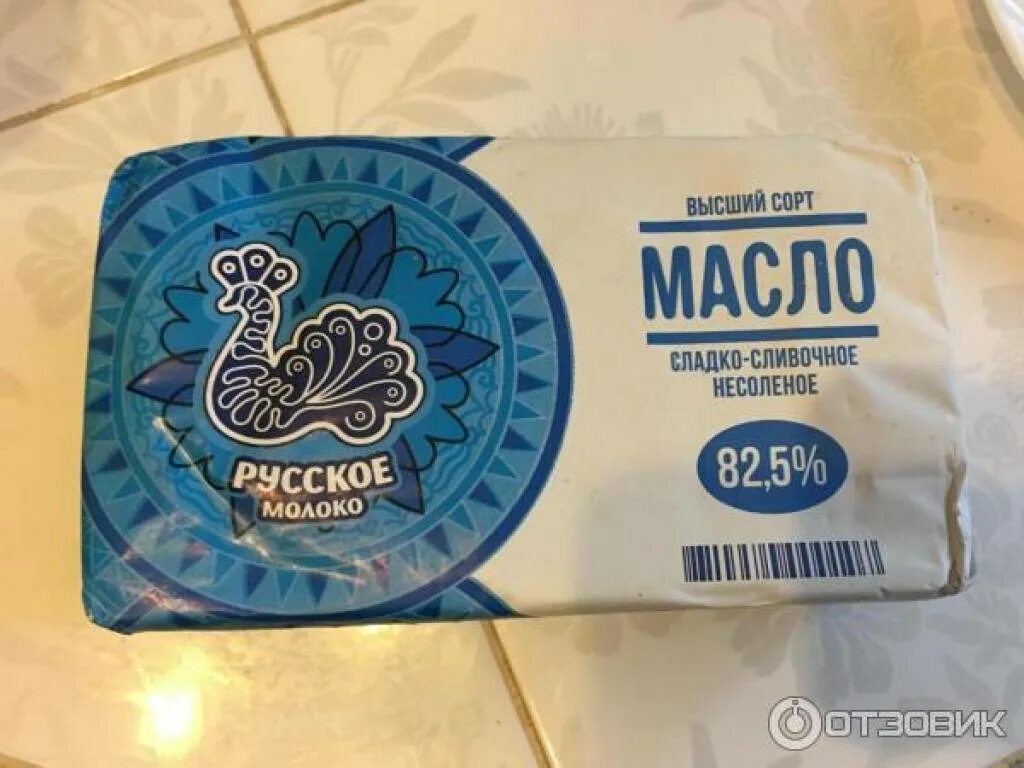 РУССКОЕ
МОЛОКО
ВЫСШИЙ СОРТ
МАСЛО
СЛАДКО-СЛИВОЧНОЕ
НЕСОЛЕНОЕ
82,5%
ОТЗОВИК